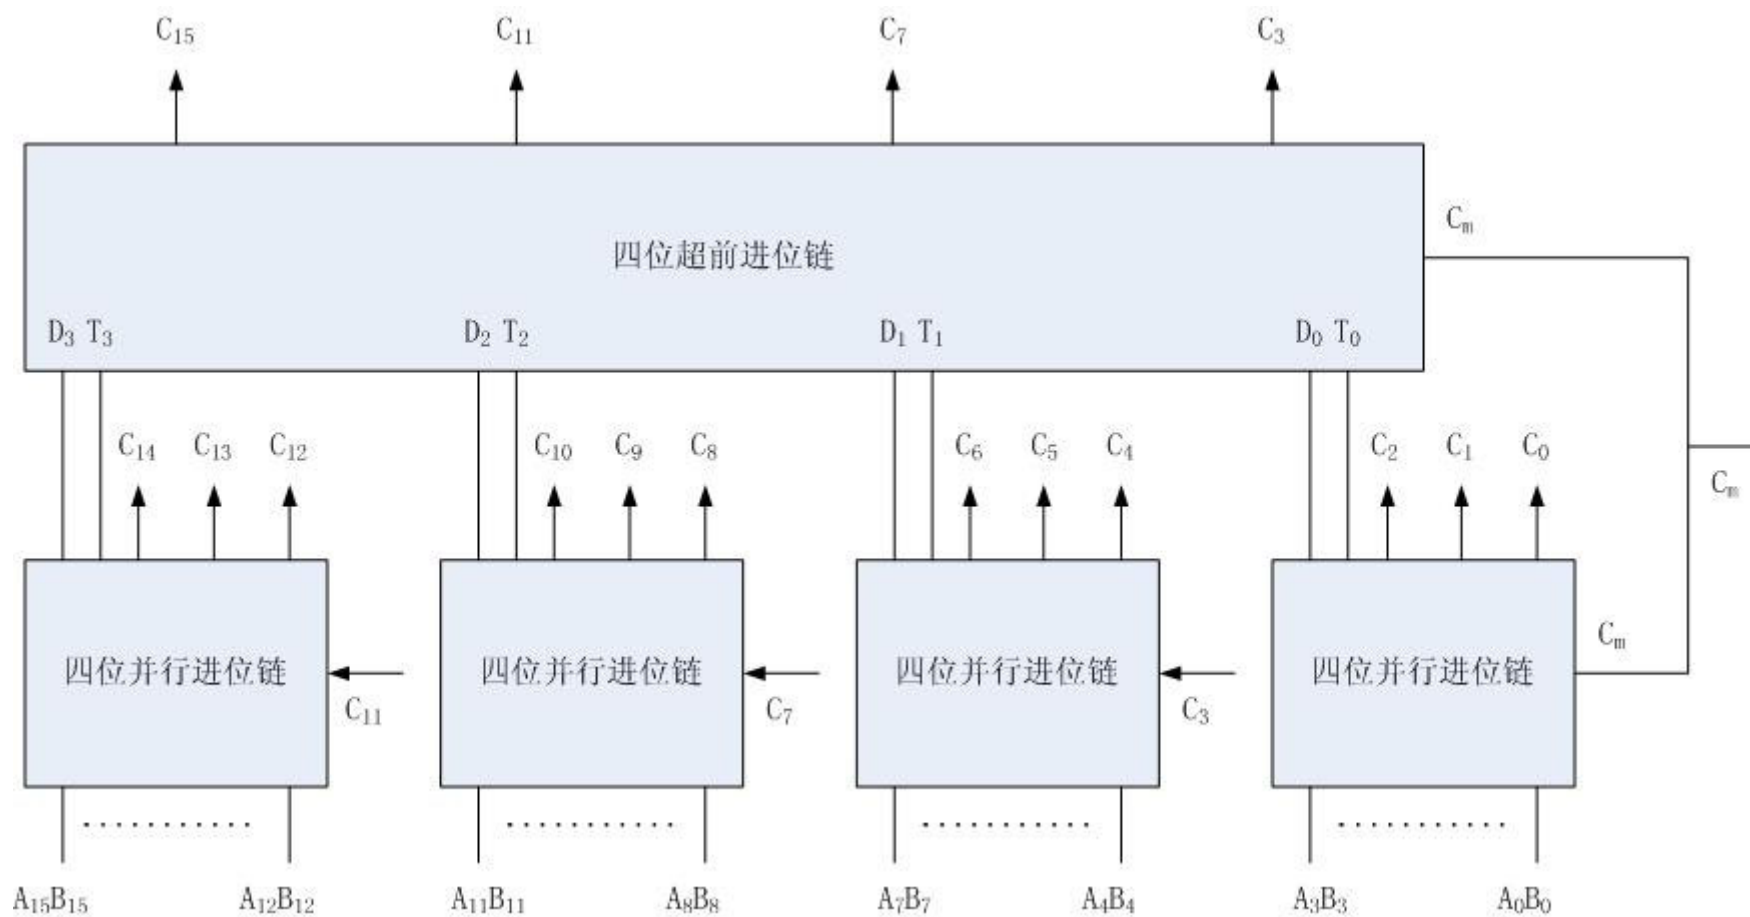 C₁₅ C₁₁ C₇ C₃
Cₘ
四位超前进位链
D₃ T₃ D₂ T₂ D₁ T₁ D₀ T₀
C₁₄ C₁₃ C₁₂ C₁₀ C₉ C₈ C₆ C₅ C₄ C₂ C₁ C₀
Cₘ
Cₘ
四位并行进位链 四位并行进位链 四位并行进位链 四位并行进位链
C₁₁ C₇ C₃
A₁₅B₁₅ A₁₂B₁₂ A₁₁B₁₁ A₈B₈ A₇B₇ A₄B₄ A₃B₃ A₀B₀